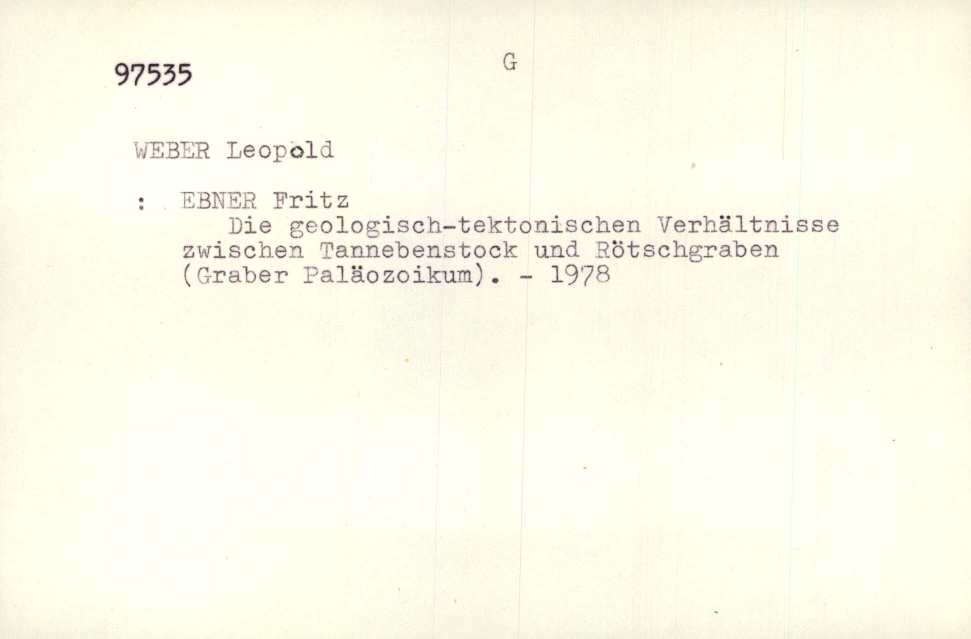 97535
G
WEBER Leopold
: EBNER Fritz
Die geologisch-tektonischen Verhältnisse
zwischen Tannebenstock und Rötschgraben
(Graber Paläozoikum). - 1978